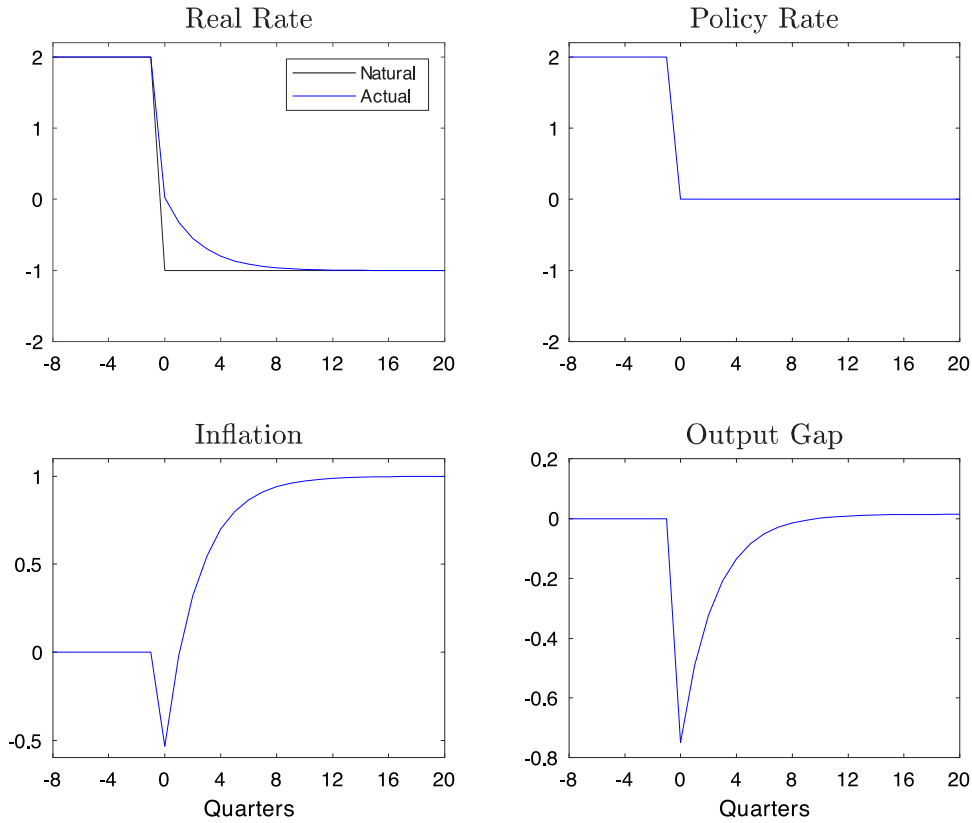 Real Rate
2
1
0
-1
-2
-8 -4 0 4 8 12 16 20
Natural
Actual
Policy Rate
2
1
0
-1
-2
-8 -4 0 4 8 12 16 20
Inflation
1
0.5
0
-0.5
-8 -4 0 4 8 12 16 20
Quarters
Output Gap
0.2
0
-0.2
-0.4
-0.6
-0.8
-8 -4 0 4 8 12 16 20
Quarters